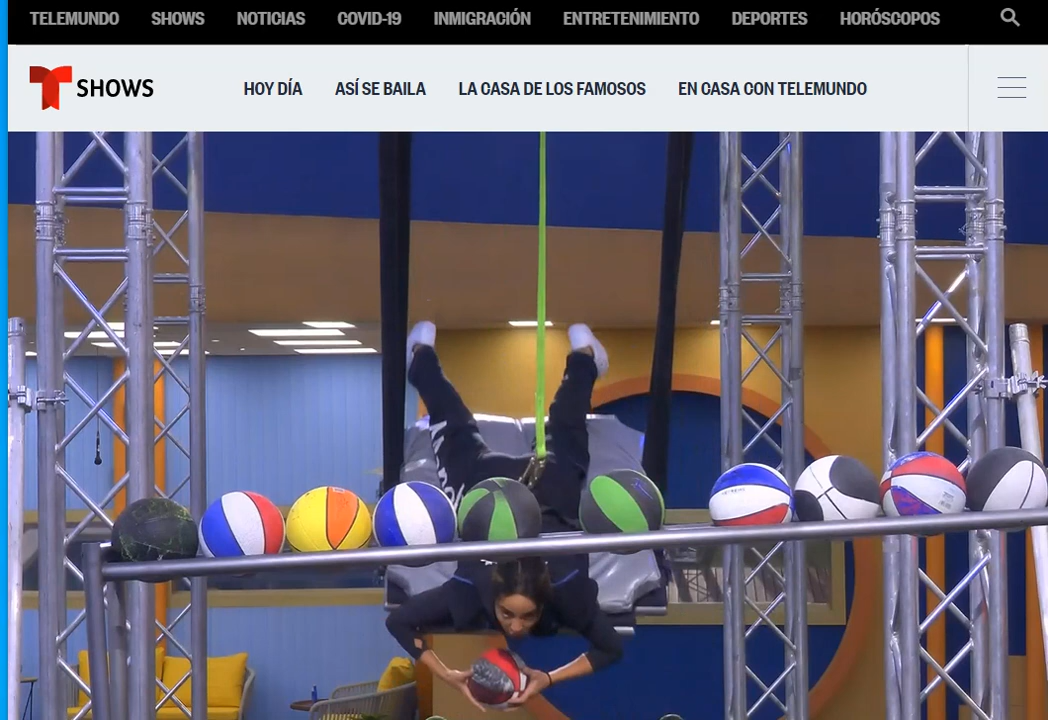 TELEMUNDO SHOWS NOTICIAS COVID-19 INMIGRACIÓN ENTRETENIMIENTO DEPORTES HORÓSCOPOS
SHOWS HOY DÍA ASÍ SE BAILA LA CASA DE LOS FAMOSOS EN CASA CON TELEMUNDO